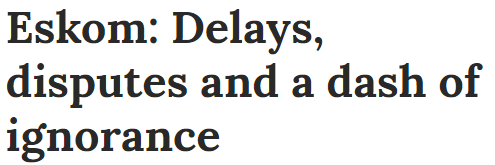 Eskom: Delays,
disputes and a dash of
ignorance